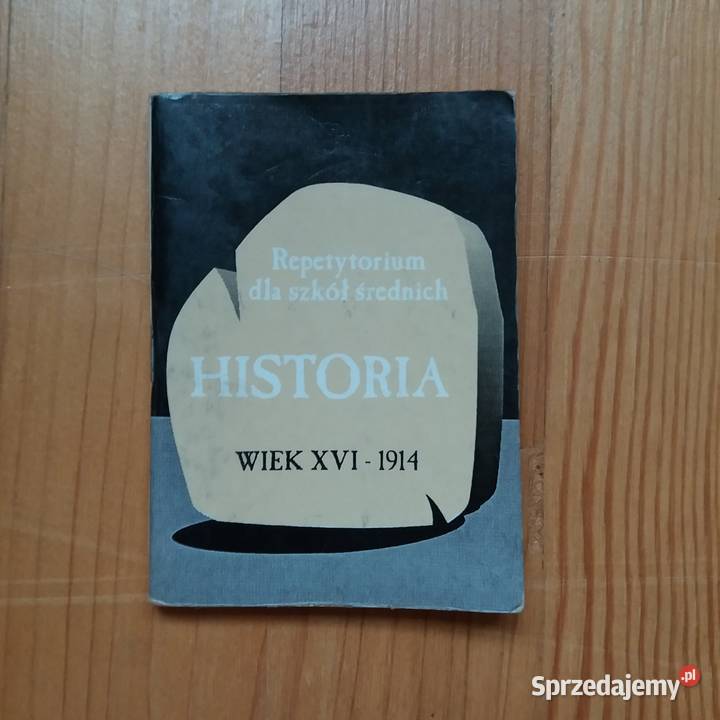 Repetytorium
dla szkół średnich
HISTORIA
WIEK XVI - 1914
Sprzedajemy.pl